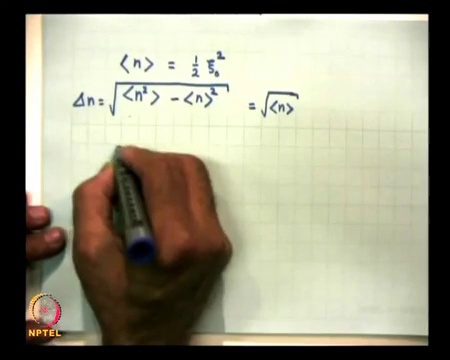 ⟨n⟩ = 1/2 ξ₀²
Δn = √(⟨n²⟩ - ⟨n⟩²) = √⟨n⟩
NPTEL